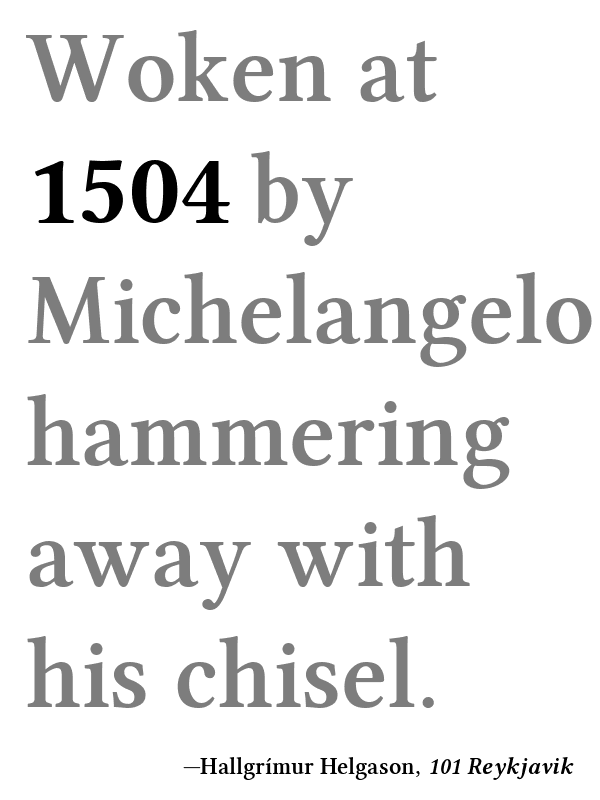 Woken at
1504 by
Michelangelo
hammering
away with
his chisel.
—Hallgrímur Helgason, 101 Reykjavik